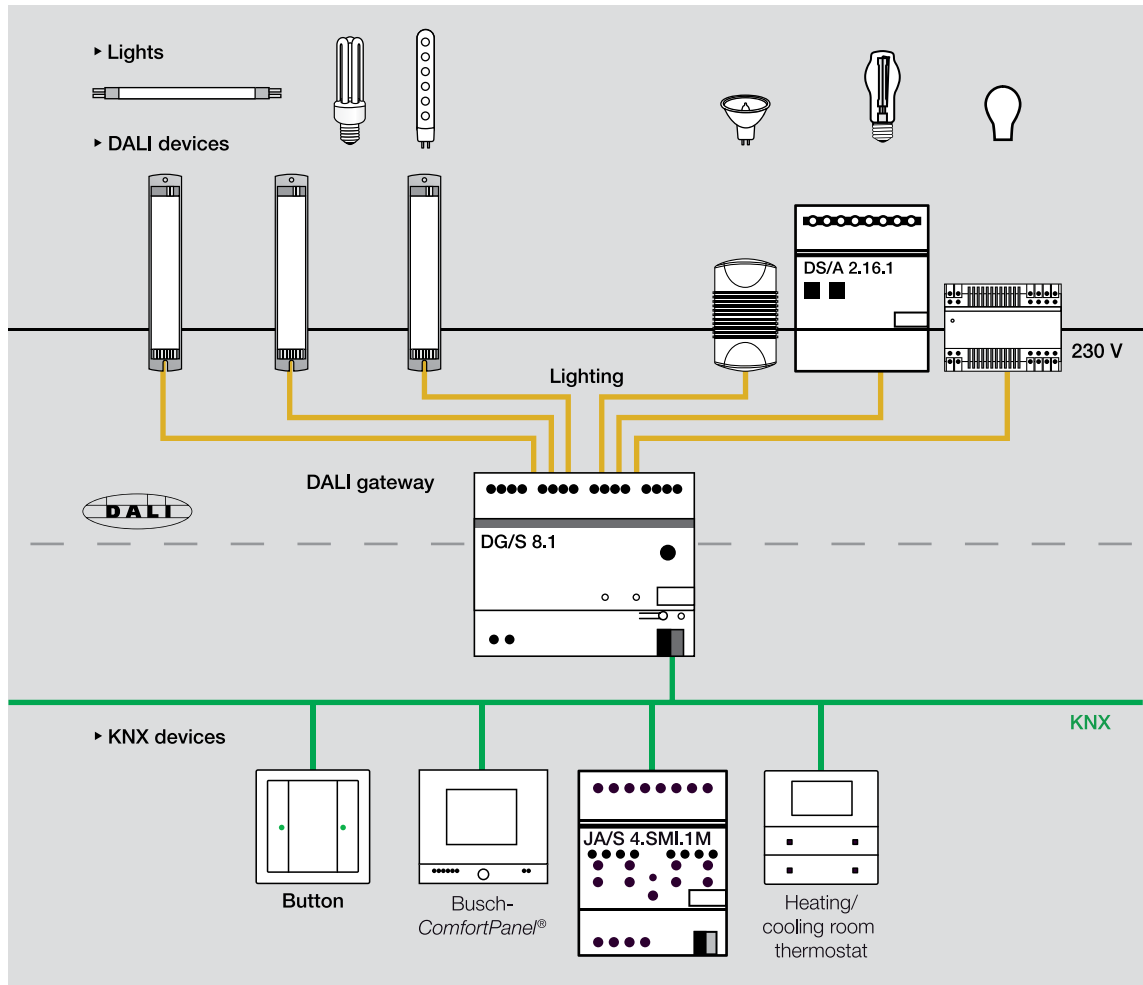 ▸ Lights
▸ DALI devices
DS/A 2.16.1
230 V
Lighting
DALI gateway
DALI
DG/S 8.1
KNX
▸ KNX devices
JA/S 4.SMI.1M
Button
Busch-
ComfortPanel®
Heating/
cooling room
thermostat